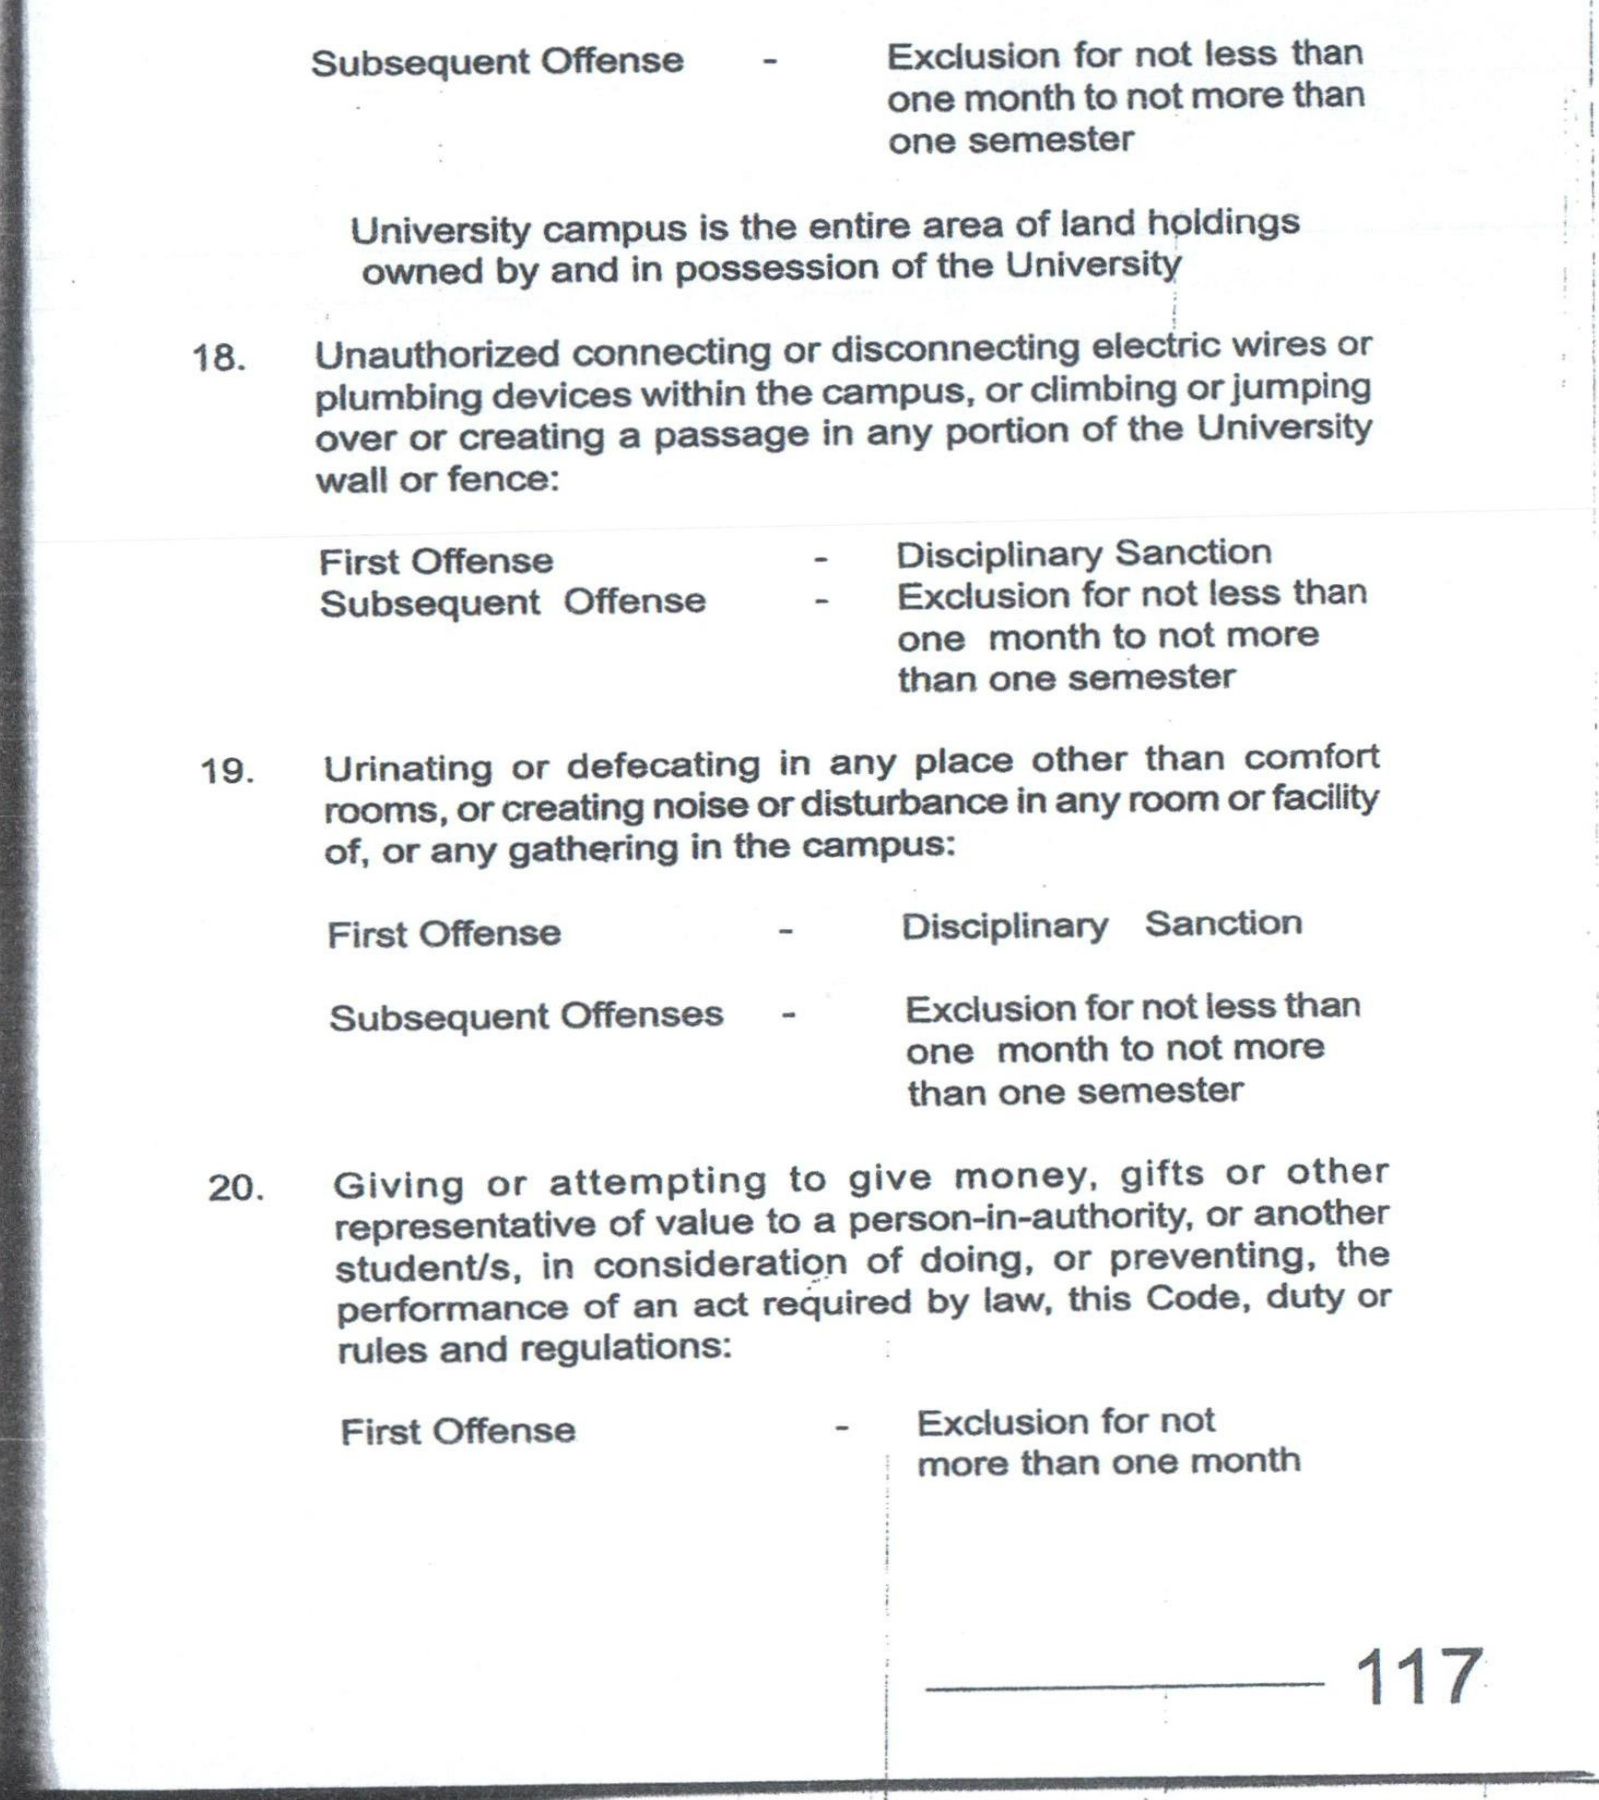 Subsequent Offense - Exclusion for not less than
one month to not more than
one semester
University campus is the entire area of land holdings
owned by and in possession of the University
18. Unauthorized connecting or disconnecting electric wires or
plumbing devices within the campus, or climbing or jumping
over or creating a passage in any portion of the University
wall or fence:
First Offense - Disciplinary Sanction
Subsequent Offense - Exclusion for not less than
one month to not more
than one semester
19. Urinating or defecating in any place other than comfort
rooms, or creating noise or disturbance in any room or facility
of, or any gathering in the campus:
First Offense - Disciplinary Sanction
Subsequent Offenses - Exclusion for not less than
one month to not more
than one semester
20. Giving or attempting to give money, gifts or other
representative of value to a person-in-authority, or another
student/s, in consideration of doing, or preventing, the
performance of an act required by law, this Code, duty or
rules and regulations:
First Offense - Exclusion for not
more than one month
117